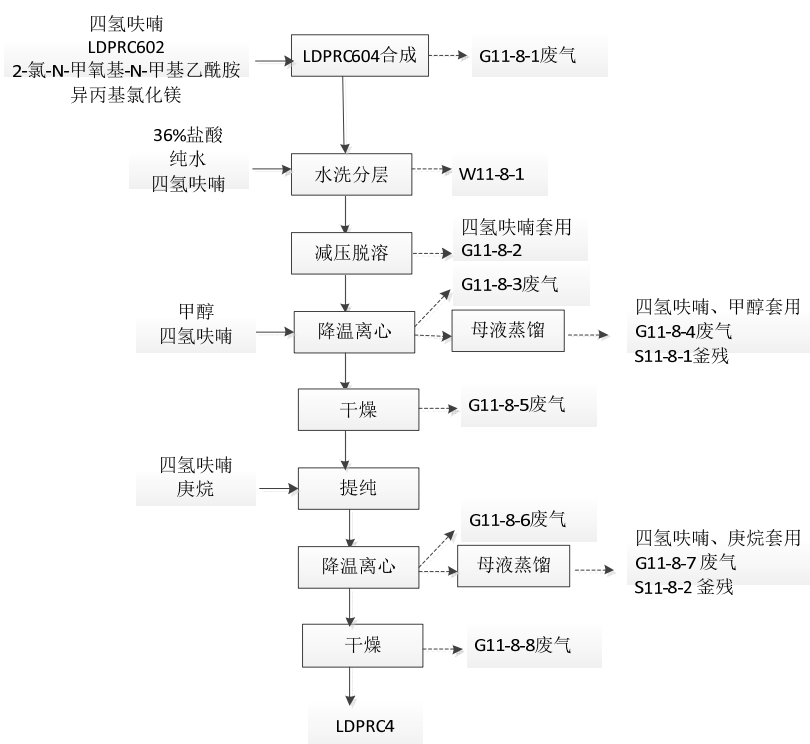 四氢呋喃
LDPRC602
2-氯-N-甲氧基-N-甲基乙酰胺
异丙基氯化镁
LDPRC604合成
G11-8-1废气
36%盐酸
纯水
四氢呋喃
水洗分层
W11-8-1
减压脱溶
四氢呋喃套用
G11-8-2
G11-8-3废气
甲醇
四氢呋喃
降温离心
母液蒸馏
四氢呋喃、甲醇套用
G11-8-4废气
S11-8-1釜残
干燥
G11-8-5废气
四氢呋喃
庚烷
提纯
G11-8-6废气
降温离心
母液蒸馏
四氢呋喃、庚烷套用
G11-8-7 废气
S11-8-2 釜残
干燥
G11-8-8废气
LDPRC4